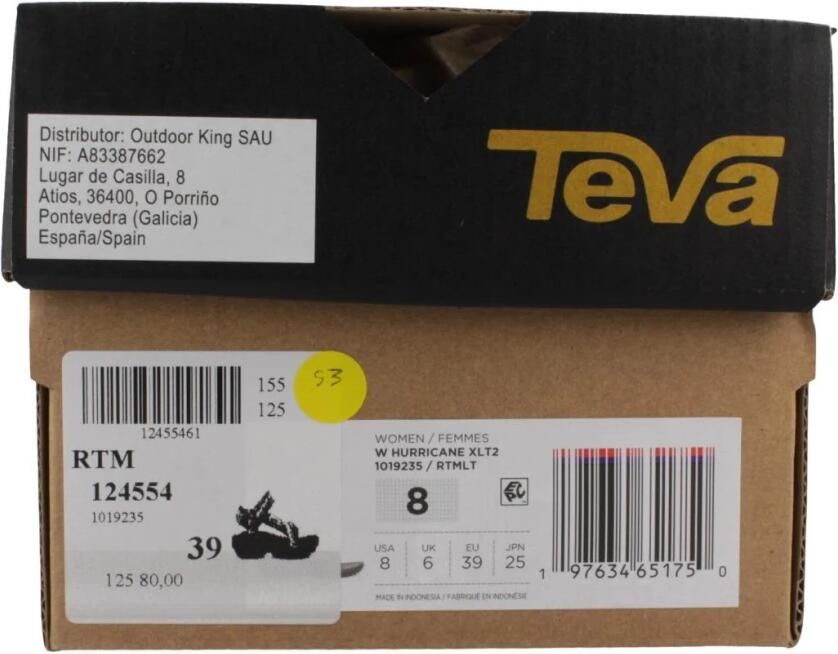 Teva
Distributor: Outdoor King SAU
NIF: A83387662
Lugar de Casilla, 8
Atios, 36400, O Porriño
Pontevedra (Galicia)
España/Spain
155
125
53
12455461
RTM
124554
1019235
39
125 80,00
WOMEN / FEMMES
W HURRICANE XLT2
1019235 / RTMLT
8
USA UK EU JPN
8 6 39 25
MADE IN INDONESIA / FABRIQUÉ EN INDONÉSIE
1 97634 65175 0